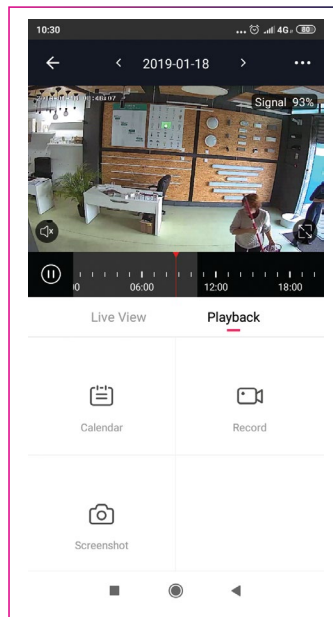 10:30
... 4G 80
2019-01-18
Signal 93%
06:00 12:00 18:00
Live View Playback
Calendar Record
Screenshot